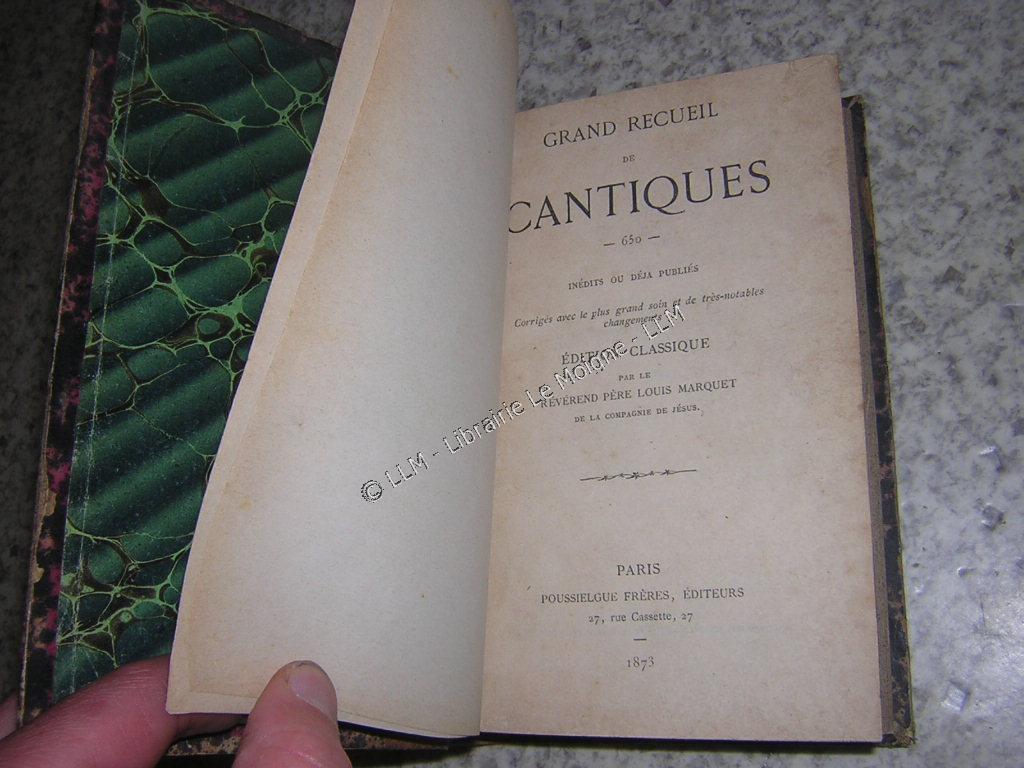 GRAND RECUEIL
DE
CANTIQUES
— 650 —
INÉDITS OU DÉJA PUBLIÉS
Corrigés avec le plus grand soin et de très-notables
changements
ÉDITION CLASSIQUE
PAR LE
RÉVÉREND PÈRE LOUIS MARQUET
DE LA COMPAGNIE DE JÉSUS.
PARIS
POUSSIELGUE FRÈRES, ÉDITEURS
27, rue Cassette, 27
—
1873
© LLM - Librairie Le Moigne - LLM